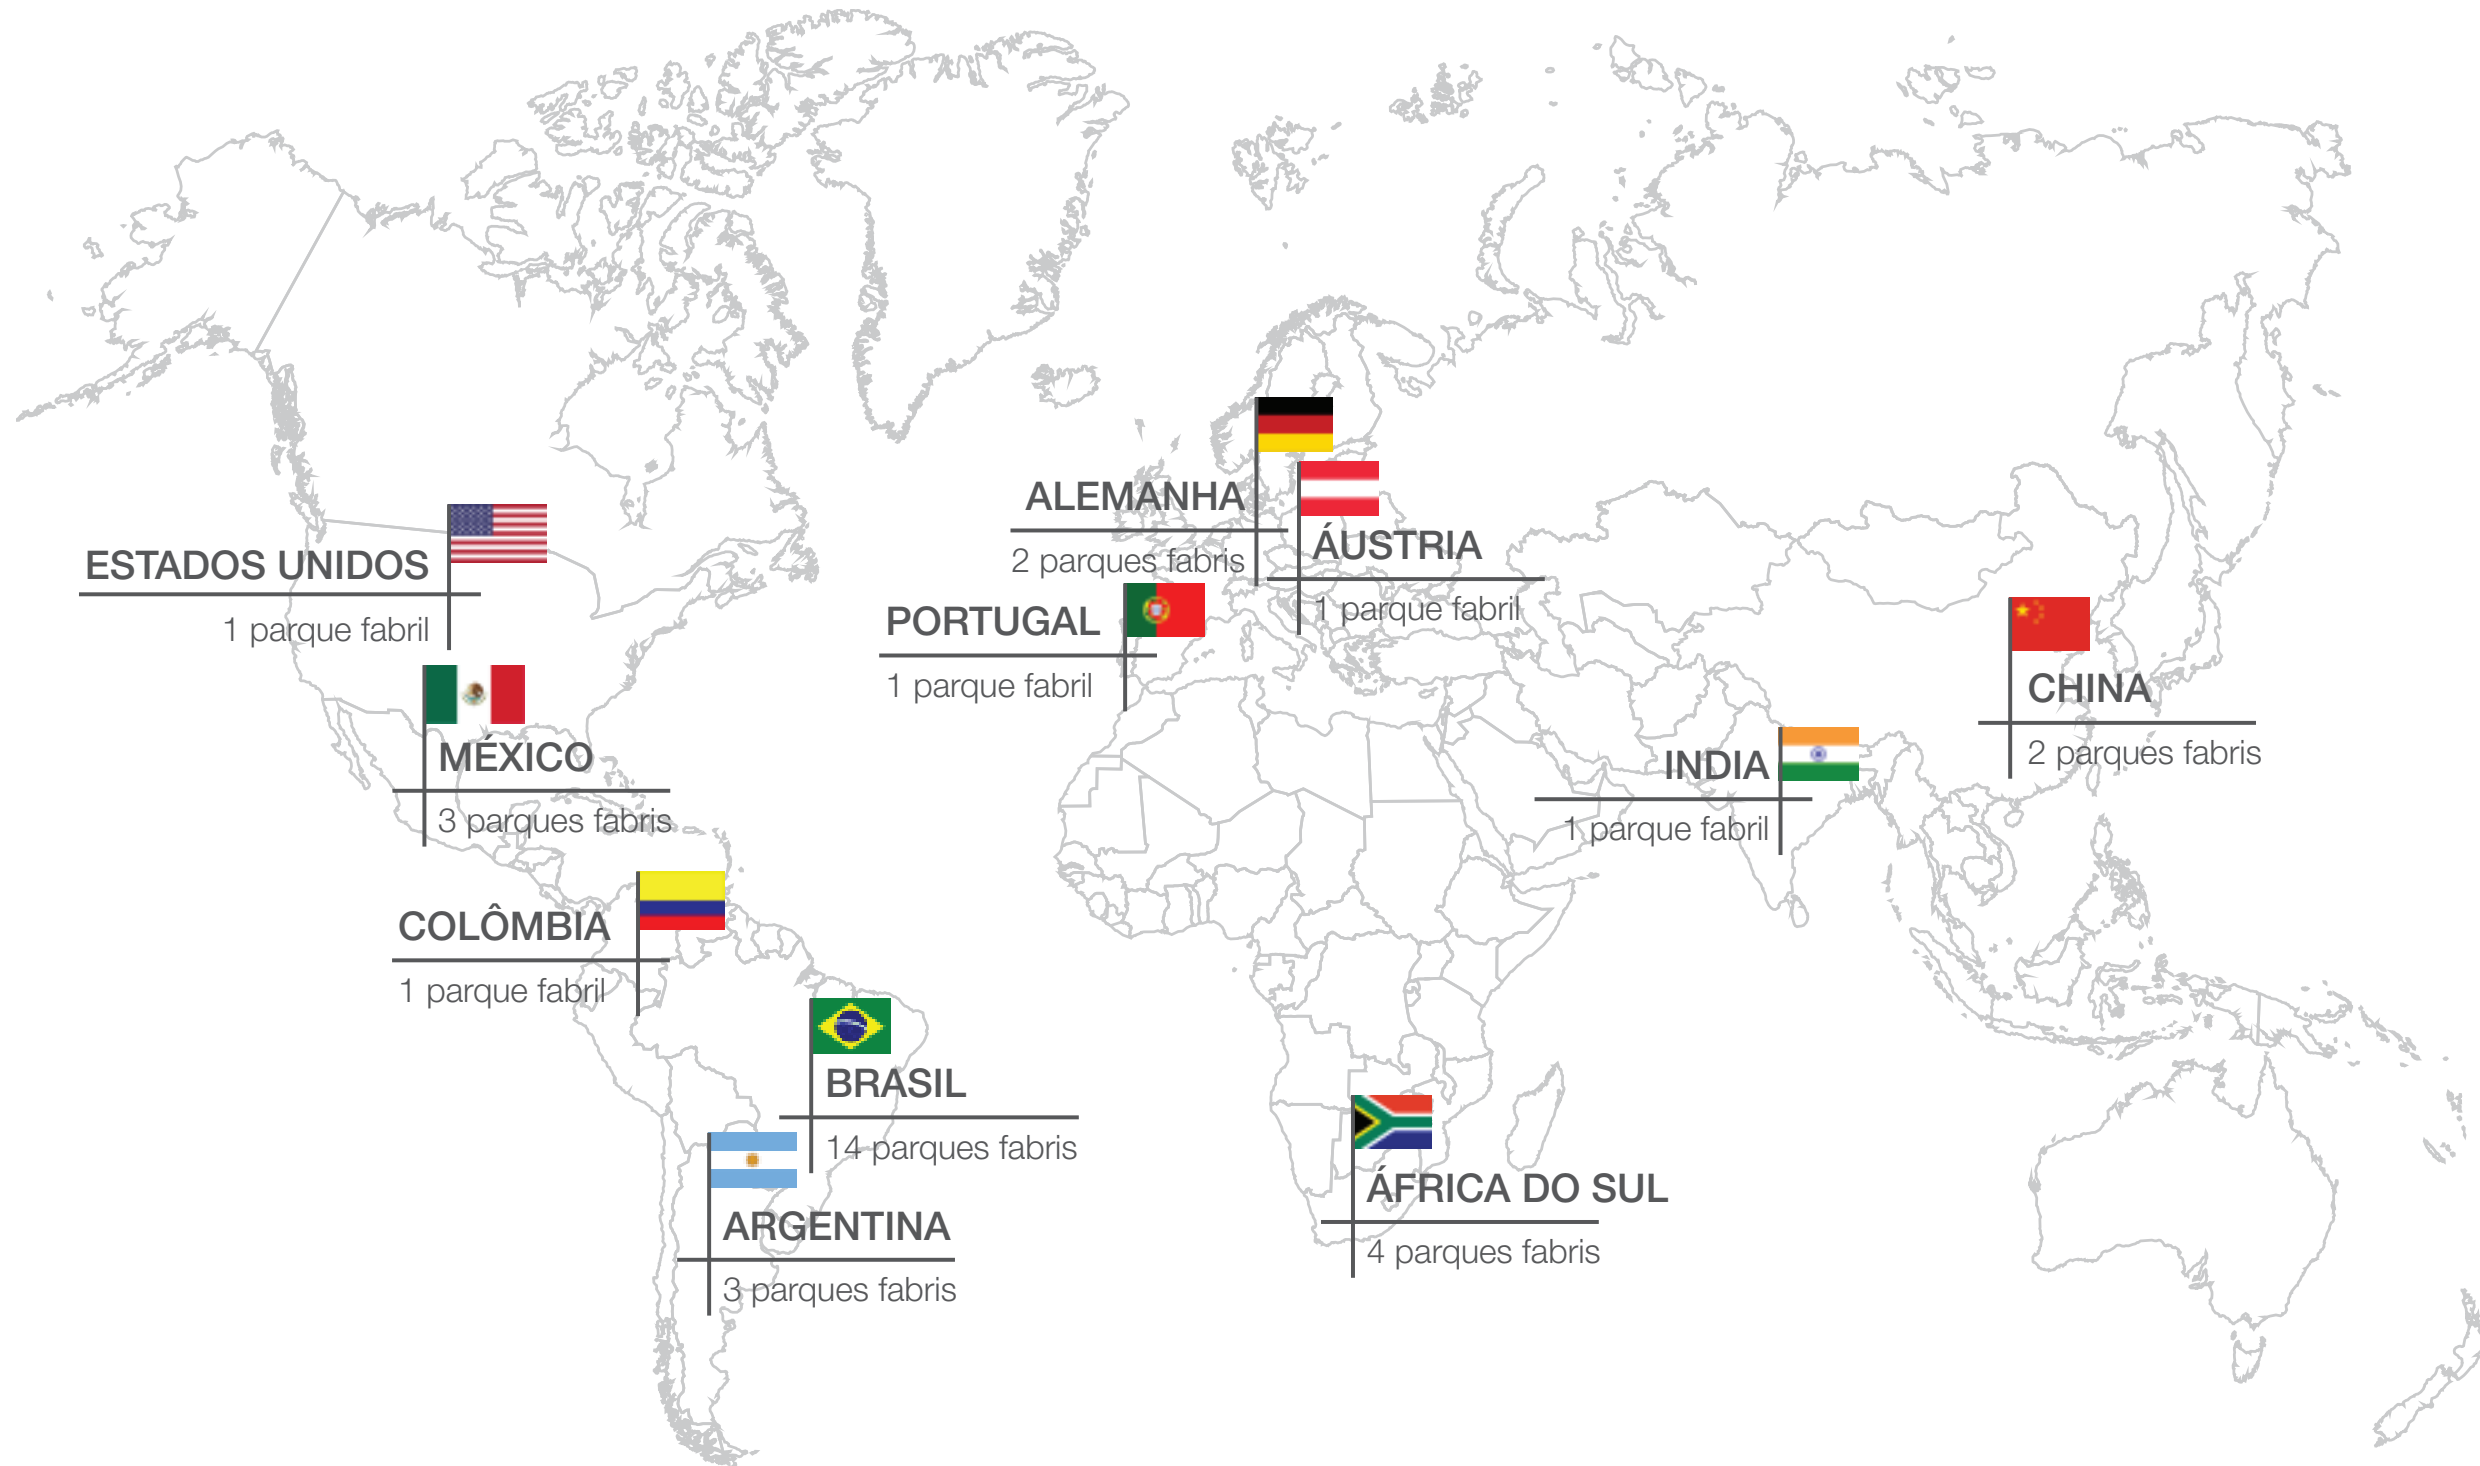 ALEMANHA
2 parques fabris
ÁUSTRIA
1 parque fabril
ESTADOS UNIDOS
1 parque fabril
PORTUGAL
1 parque fabril
CHINA
2 parques fabris
MÉXICO
3 parques fabris
INDIA
1 parque fabril
COLÔMBIA
1 parque fabril
BRASIL
14 parques fabris
ÁFRICA DO SUL
4 parques fabris
ARGENTINA
3 parques fabris